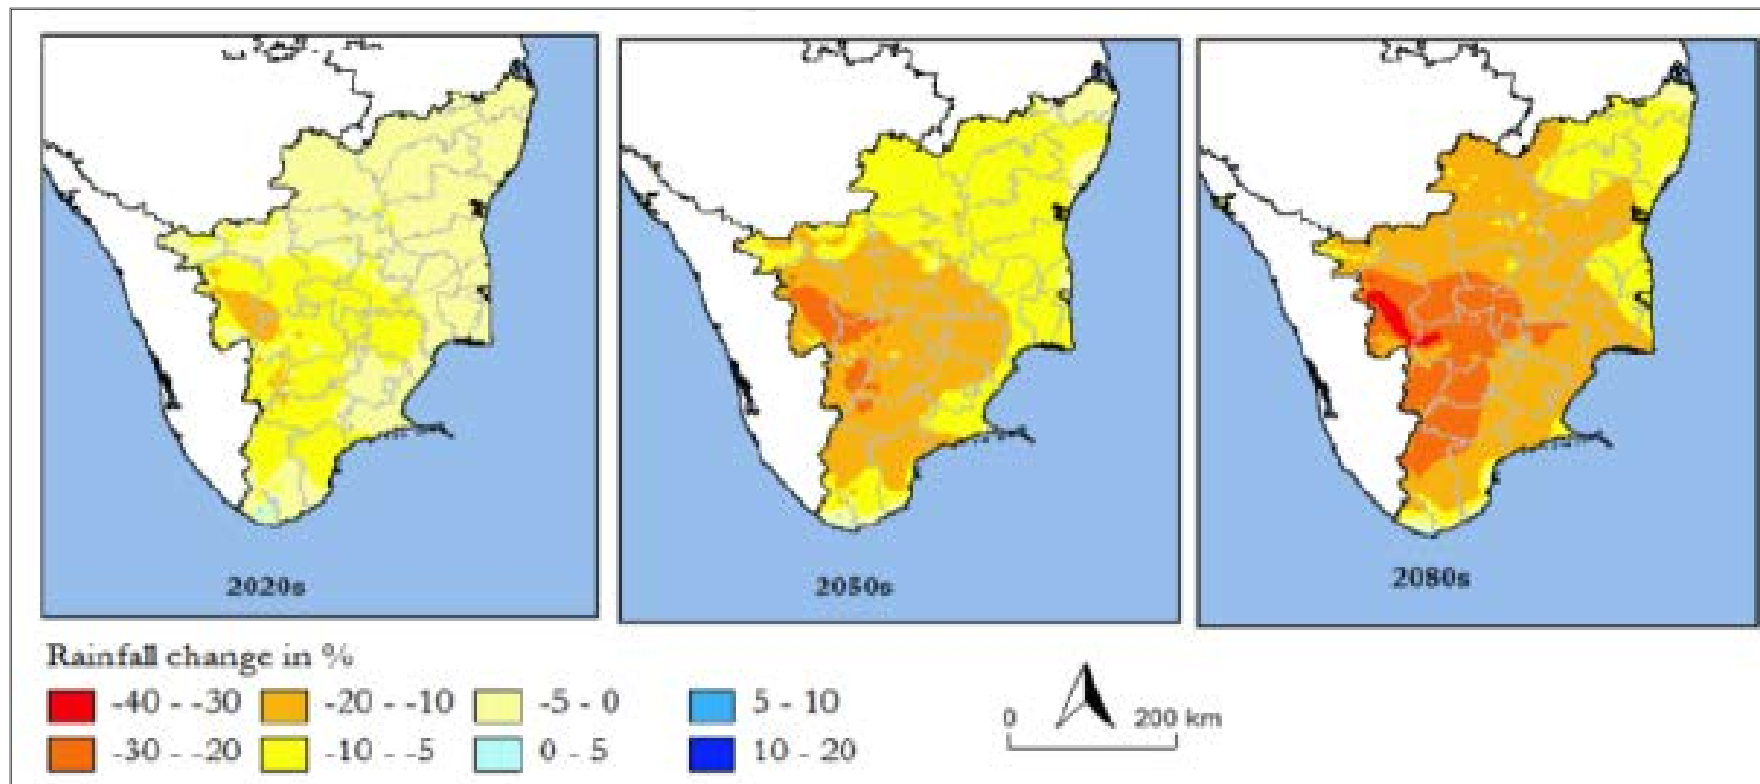 2020s
2050s
2080s
Rainfall change in %
-40 - -30
-20 - -10
-5 - 0
5 - 10
-30 - -20
-10 - -5
0 - 5
10 - 20
0
200 km